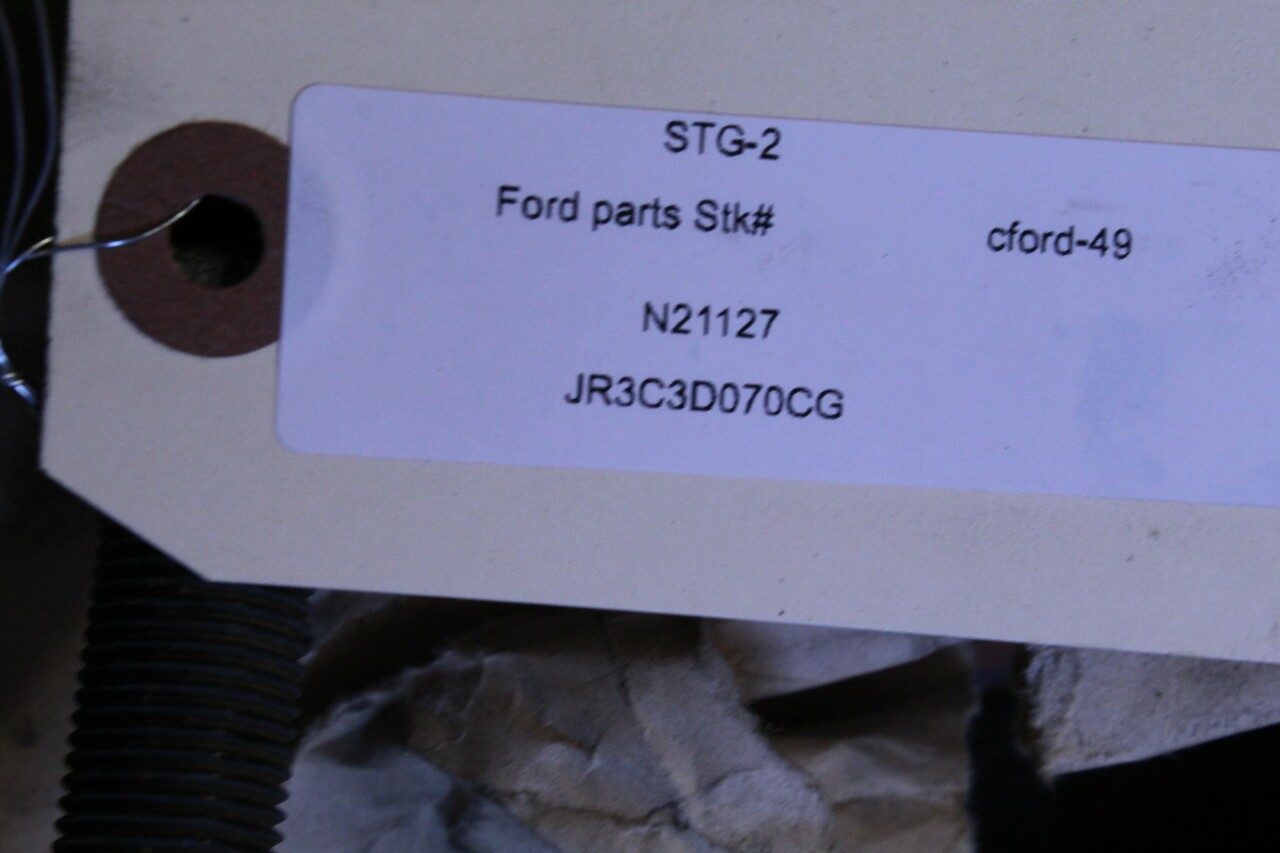 STG-2
Ford parts Stk# cford-49
N21127
JR3C3D070CG